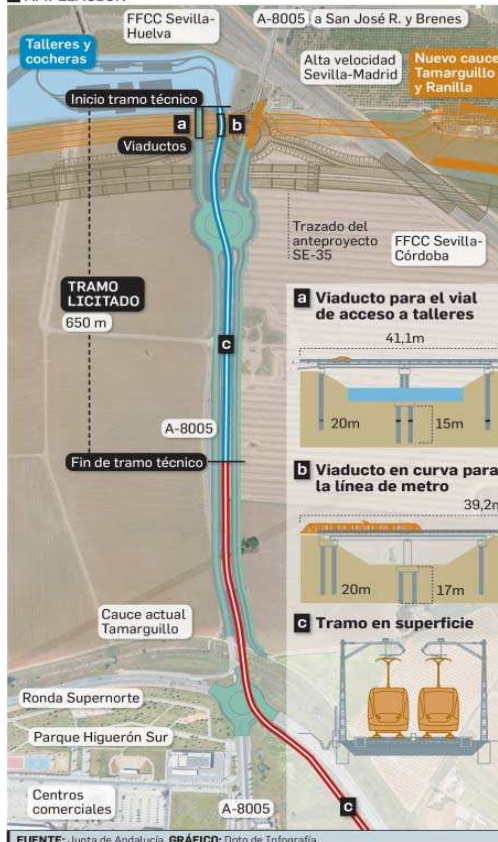 FFCC Sevilla-
Huelva
A-8005
a San José R. y Brenes
Talleres y
cocheras
Alta velocidad
Sevilla-Madrid
Nuevo cauce
Tamarguillo
y Ranilla
Inicio tramo técnico
a
b
Viaductos
Trazado del
anteproyecto
SE-35
FFCC Sevilla-
Córdoba
TRAMO
LICITADO
650 m
c
A-8005
Fin de tramo técnico
a Viaducto para el vial
de acceso a talleres
41,1m
20m
15m
b Viaducto en curva para
la línea de metro
39,2m
20m
17m
c Tramo en superficie
Cauce actual
Tamarguillo
Ronda Supernorte
Parque Higuerón Sur
Centros
comerciales
A-8005
c
FUENTE: Junta de Andalucía. GRÁFICO: Dpto de Infografía